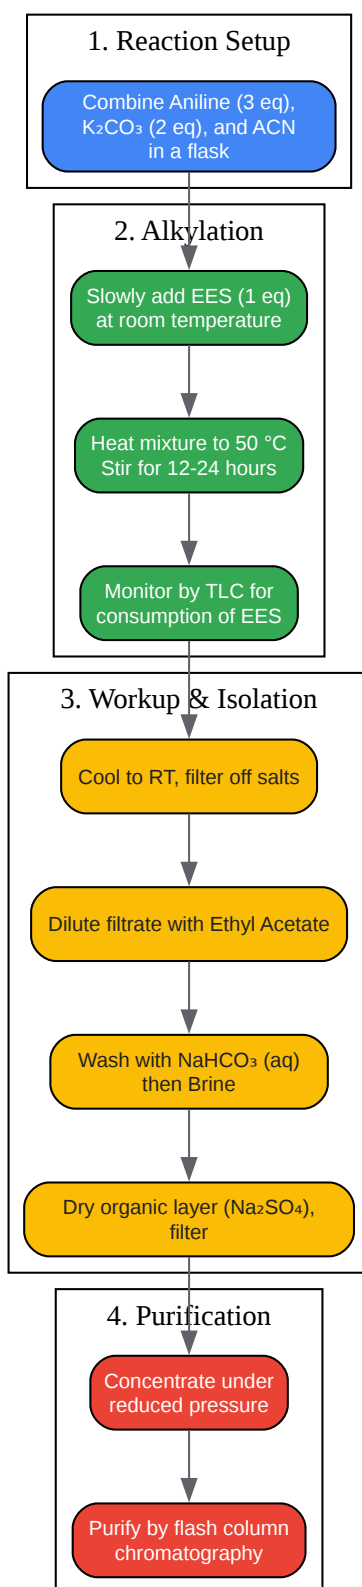 1. Reaction Setup
Combine Aniline (3 eq),
K₂CO₃ (2 eq), and ACN
in a flask
2. Alkylation
Slowly add EES (1 eq)
at room temperature
Heat mixture to 50 °C
Stir for 12-24 hours
Monitor by TLC for
consumption of EES
3. Workup & Isolation
Cool to RT, filter off salts
Dilute filtrate with Ethyl Acetate
Wash with NaHCO₃ (aq)
then Brine
Dry organic layer (Na₂SO₄),
filter
4. Purification
Concentrate under
reduced pressure
Purify by flash column
chromatography